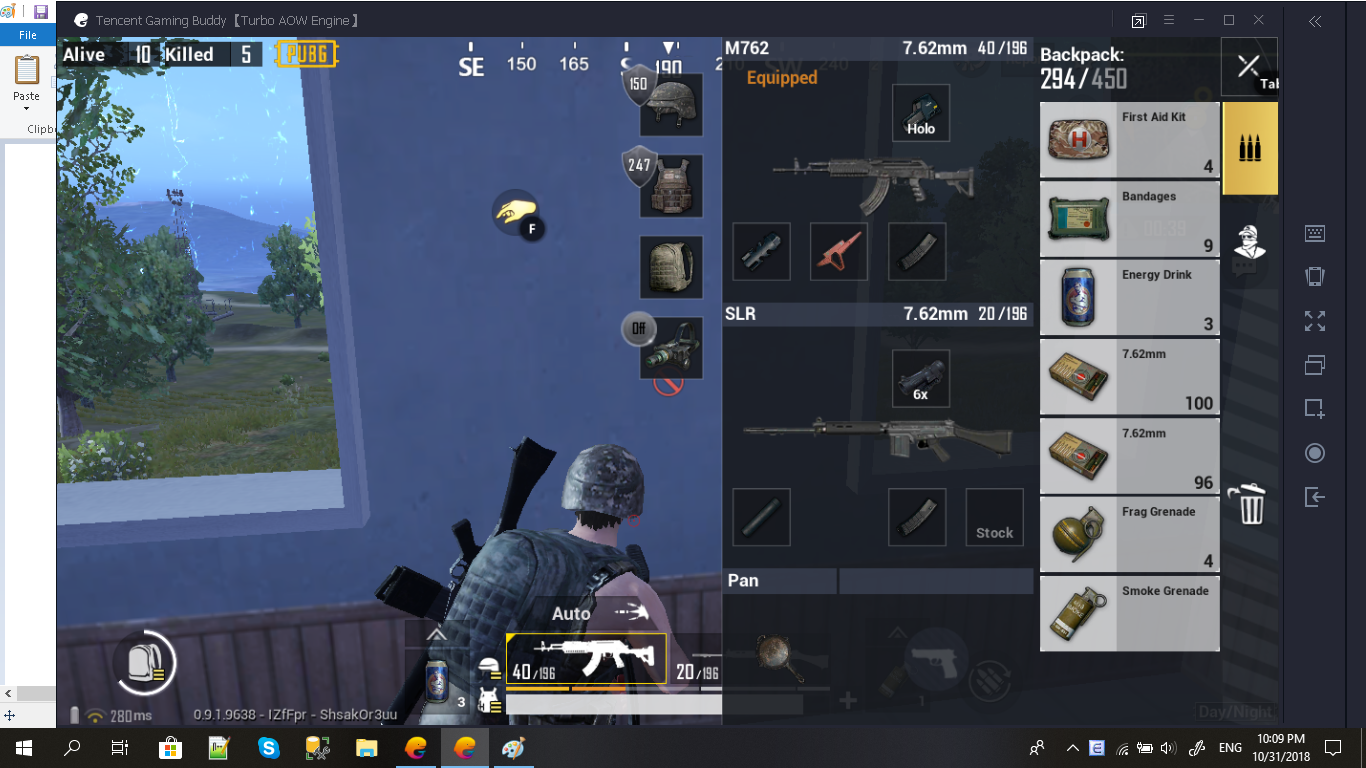 Tencent Gaming Buddy【Turbo AOW Engine】
File
Paste
Clipb
Alive 10 Killed 5 PUBG
SE 150 165 S 190
150
247
Off
F
M762 7.62mm 40/196
Equipped
Holo
SLR 7.62mm 20/196
6x
Stock
Pan
Backpack:
294/450
Tab
First Aid Kit
4
Bandages
9
Energy Drink
3
7.62mm
100
7.62mm
96
Frag Grenade
4
Smoke Grenade
Auto
40/196
20/196
3
1
280ms
0.9.1.9638 - IZfFpr - ShsakOr3uu
Day/Night
ENG
10:09 PM
10/31/2018